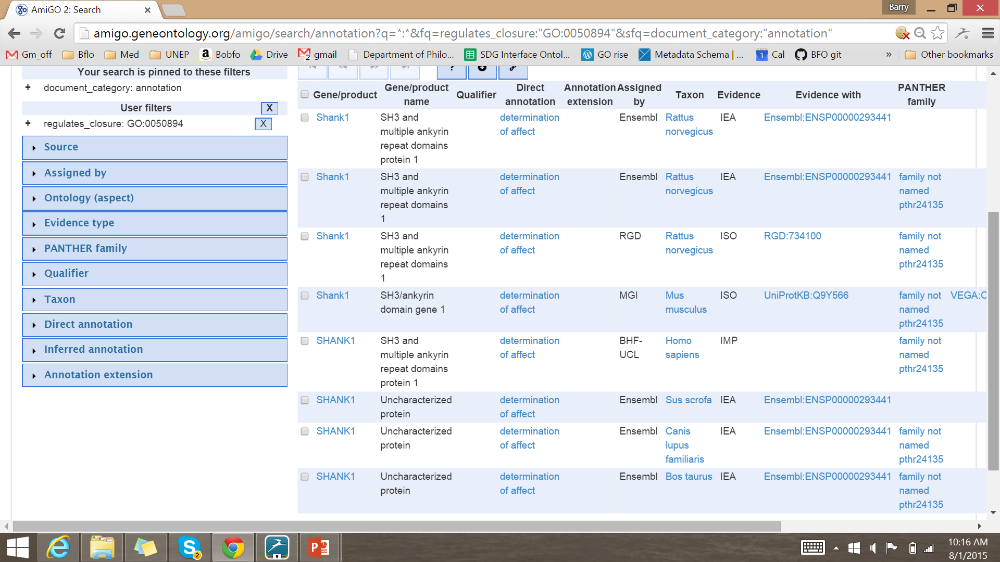 AmiGO 2: Search
Barry
amigo.geneontology.org/amigo/search/annotation?q=*:*&fq=regulates_closure:"GO:0050894"&sfq=document_category:"annotation"
Gm_off Bflo Med UNEP Bobfo Drive 2 gmail Department of Philo... SDG Interface Ontol... GO rise Metadata Schema | ... 1 Cal BFO git » Other bookmarks
Your search is pinned to these filters
+ document_category: annotation
User filters X
+ regulates_closure: GO:0050894 X
Source
Assigned by
Ontology (aspect)
Evidence type
PANTHER family
Qualifier
Taxon
Direct annotation
Inferred annotation
Annotation extension
Gene/product Gene/product name Qualifier Direct annotation Annotation extension Assigned by Taxon Evidence Evidence with PANTHER family
Shank1 SH3 and determination Ensembl Rattus IEA Ensembl:ENSP00000293441
multiple ankyrin of affect norvegicus
repeat domains
protein 1
Shank1 SH3 and determination Ensembl Rattus IEA Ensembl:ENSP00000293441 family not
multiple ankyrin of affect norvegicus named
repeat domains pthr24135
1
Shank1 SH3 and determination RGD Rattus ISO RGD:734100 family not
multiple ankyrin of affect norvegicus named
repeat domains pthr24135
1
Shank1 SH3/ankyrin determination MGI Mus ISO UniProtKB:Q9Y566 family not VEGA:
domain gene 1 of affect musculus named
pthr24135
SHANK1 SH3 and determination BHF- Homo IMP family not
multiple ankyrin of affect UCL sapiens named
repeat domains pthr24135
protein 1
SHANK1 Uncharacterized determination Ensembl Sus scrofa IEA Ensembl:ENSP00000293441
protein of affect
SHANK1 Uncharacterized determination Ensembl Canis IEA Ensembl:ENSP00000293441 family not
protein of affect lupus named
familiaris pthr24135
SHANK1 Uncharacterized determination Ensembl Bos taurus IEA Ensembl:ENSP00000293441 family not
protein of affect named
pthr24135
2
10:16 AM
8/1/2015